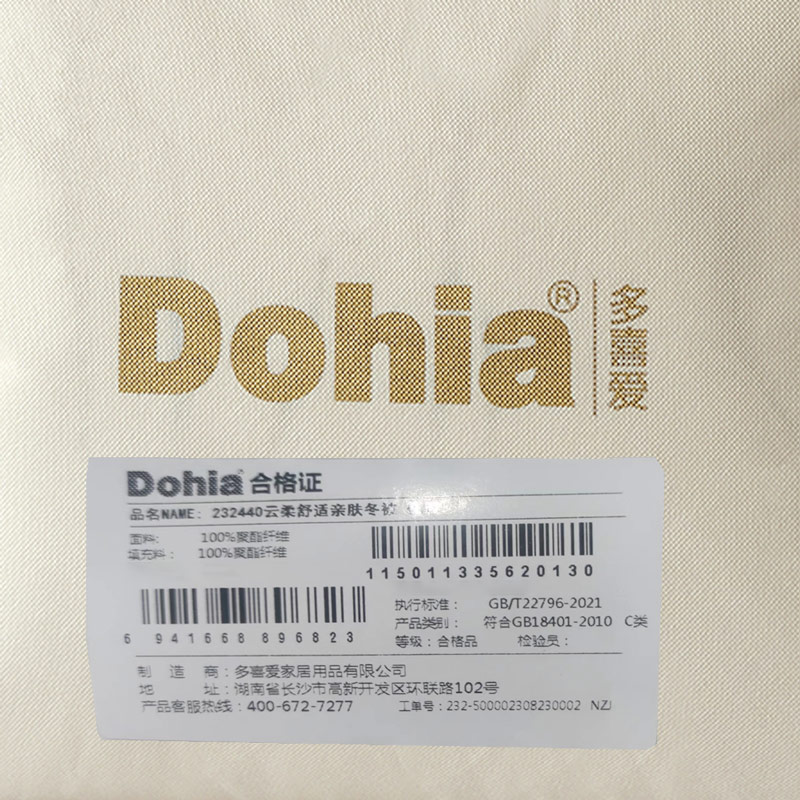 Dohia®
多喜爱
Dohia 合格证
品名NAME: 232440云柔舒适亲肤冬被
面料: 100%聚酯纤维
填充料: 100%聚酯纤维
115011335620130
6 941668 896823
执行标准: GB/T22796-2021
产品类别: 符合GB18401-2010 C类
等级:合格品 检验员:
制造商:多喜爱家居用品有限公司
地址:湖南省长沙市高新开发区环联路102号
产品客服热线:400-672-7277 工单号:232-500002308230002 NZJ